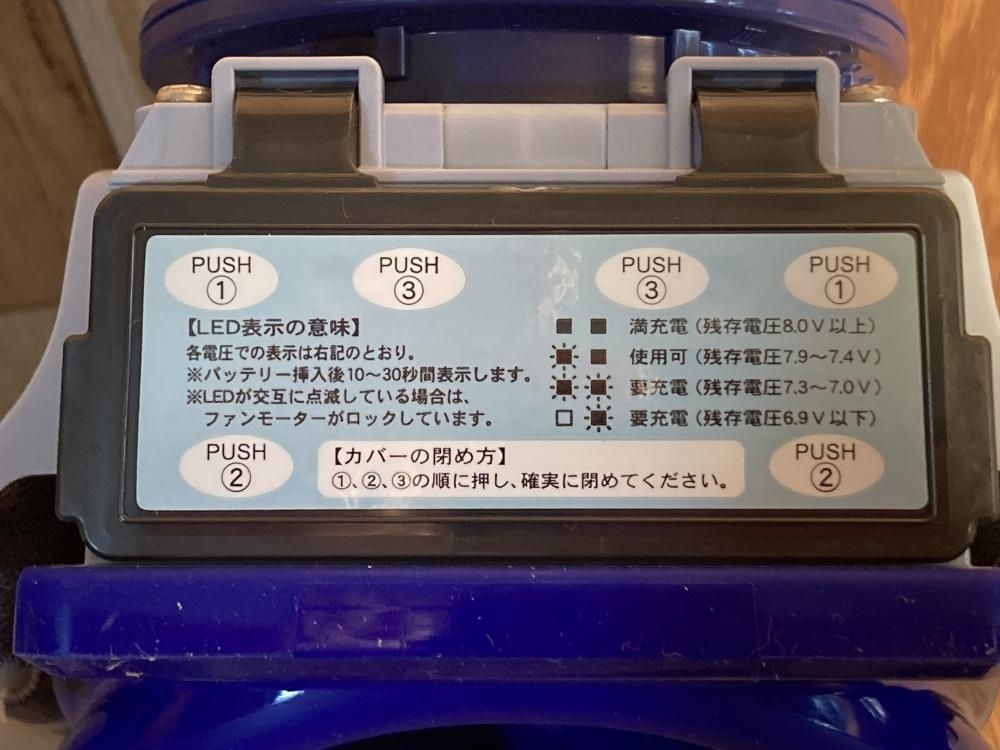 PUSH ①
PUSH ③
PUSH ③
PUSH ①
【LED表示の意味】
各電圧での表示は右記のとおり。
※バッテリー挿入後10〜30秒間表示します。
※LEDが交互に点滅している場合は、
ファンモーターがロックしています。
満充電（残存電圧8.0V以上）
使用可（残存電圧7.9〜7.4V）
要充電（残存電圧7.3〜7.0V）
要充電（残存電圧6.9V以下）
PUSH ②
【カバーの閉め方】
①、②、③の順に押し、確実に閉めてください。
PUSH ②